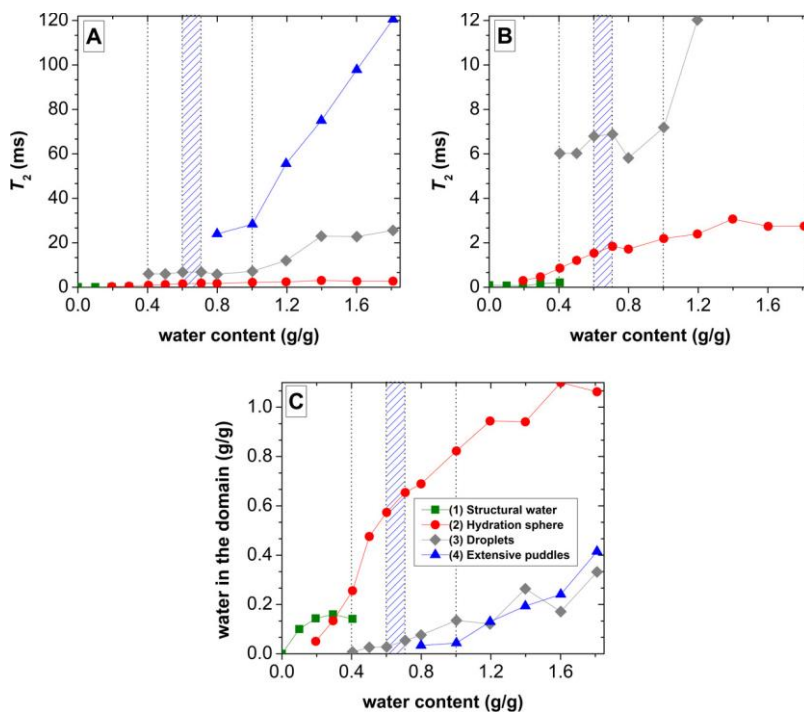 A
B
120
100
80
60
40
20
0
T2 (ms)
0.0
0.4
0.8
1.2
1.6
water content (g/g)
12
10
8
6
4
2
0
T2 (ms)
0.0
0.4
0.8
1.2
1.6
water content (g/g)
C
1.0
0.8
0.6
0.4
0.2
0.0
water in the domain (g/g)
(1) Structural water
(2) Hydration sphere
(3) Droplets
(4) Extensive puddles
0.0
0.4
0.8
1.2
1.6
water content (g/g)